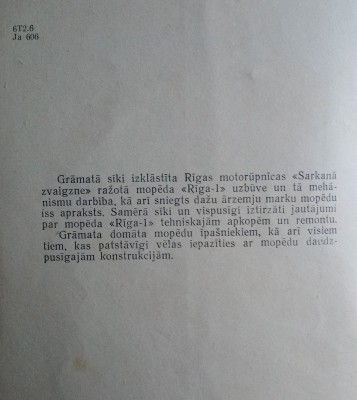 6T2.6
Ja 606
Grāmatā sīki izklāstīta Rīgas motorūpnīcas «Sarkanā
zvaigzne» ražotā mopēda «Rīga-1» uzbūve un tā mehā-
nismu darbība, kā arī sniegts dažu ārzemju marku mopēdu
īss apraksts. Samērā sīki un vispusīgi iztirzāti jautājumi
par mopēda «Rīga-1» tehniskajām apkopēm un remontu.
Grāmata domāta mopēdu īpašniekiem, kā arī visiem
tiem, kas patstāvīgi vēlas iepazīties ar mopēdu daudz-
pusīgajām konstrukcijām.